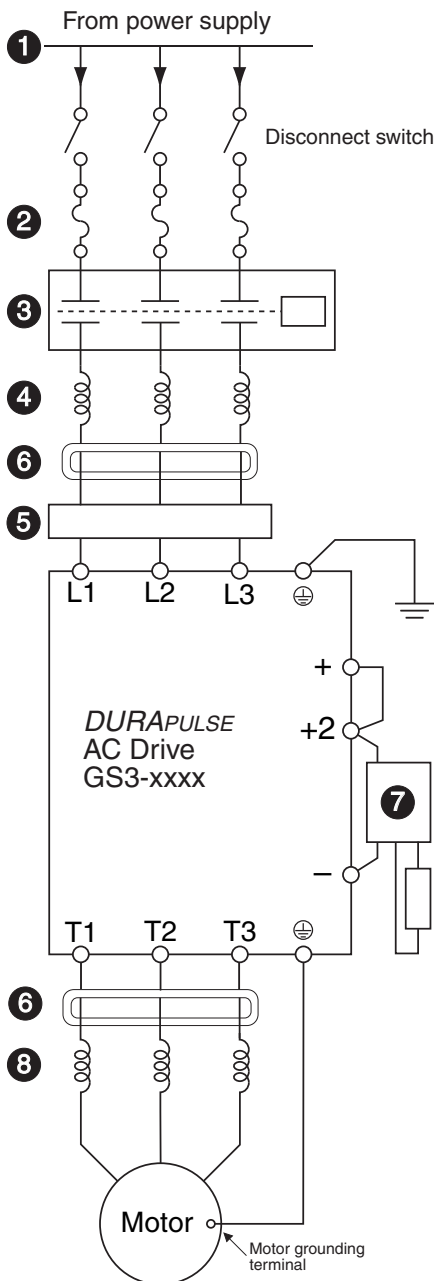 From power supply
1
Disconnect switch
2
3
4
6
5
L1 L2 L3
+
DURAPULSE
AC Drive
GS3-xxxx
+2
7
−
T1 T2 T3
6
8
Motor
Motor grounding
terminal